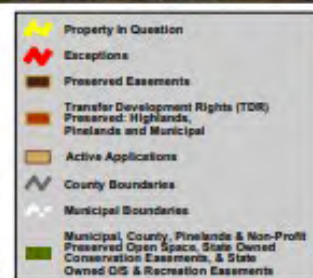 Property In Question
Exceptions
Preserved Easements
Transfer Development Rights (TDR)
Preserved: Highlands,
Pinelands and Municipal
Active Applications
County Boundaries
Municipal Boundaries
Municipal, County, Pinelands & Non-Profit
Preserved Open Space, State Owned
Conservation Easements, & State
Owned O/S & Recreation Easements